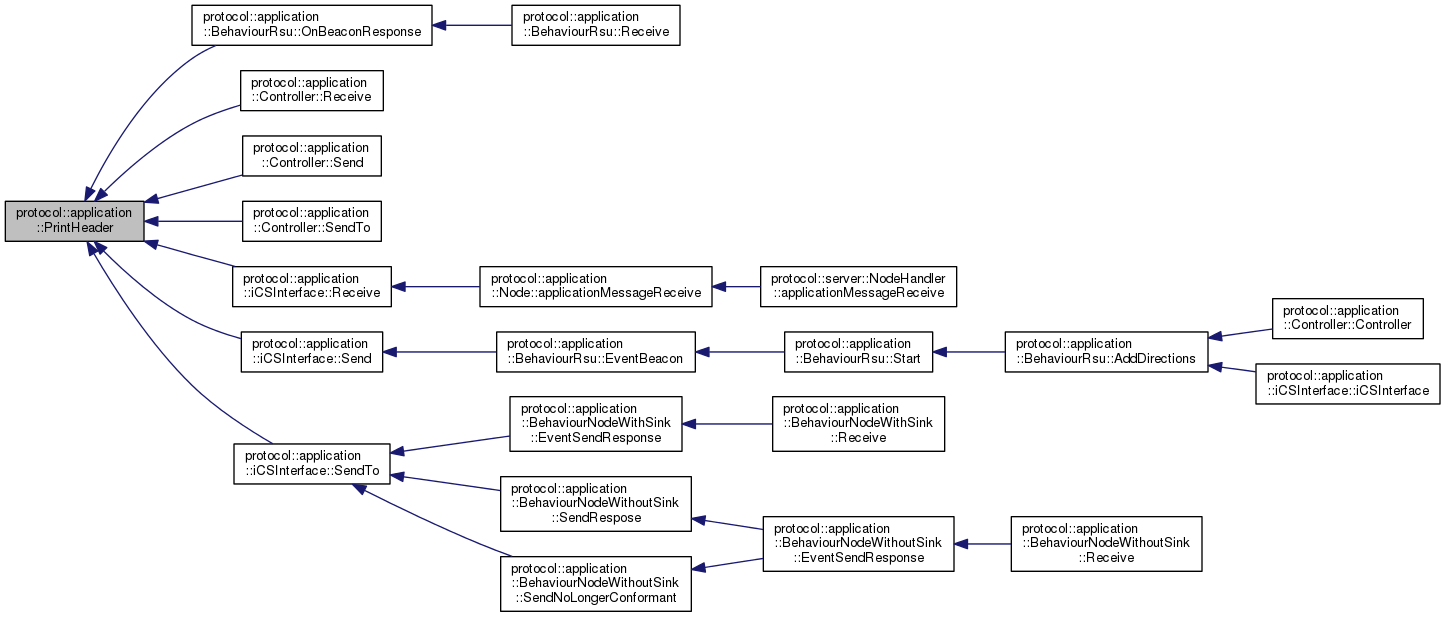 protocol::application
::BehaviourRsu::OnBeaconResponse
protocol::application
::BehaviourRsu::Receive
protocol::application
::Controller::Receive
protocol::application
::Controller::Send
protocol::application
::PrintHeader
protocol::application
::Controller::SendTo
protocol::application
::iCSInterface::Receive
protocol::application
::Node::applicationMessageReceive
protocol::server::NodeHandler
::applicationMessageReceive
protocol::application
::iCSInterface::Send
protocol::application
::BehaviourRsu::EventBeacon
protocol::application
::BehaviourRsu::Start
protocol::application
::BehaviourRsu::AddDirections
protocol::application
::Controller::Controller
protocol::application
::iCSInterface::iCSInterface
protocol::application
::iCSInterface::SendTo
protocol::application
::BehaviourNodeWithSink
::EventSendResponse
protocol::application
::BehaviourNodeWithSink
::Receive
protocol::application
::BehaviourNodeWithoutSink
::SendRespose
protocol::application
::BehaviourNodeWithoutSink
::SendNoLongerConformant
protocol::application
::BehaviourNodeWithoutSink
::EventSendResponse
protocol::application
::BehaviourNodeWithoutSink
::Receive